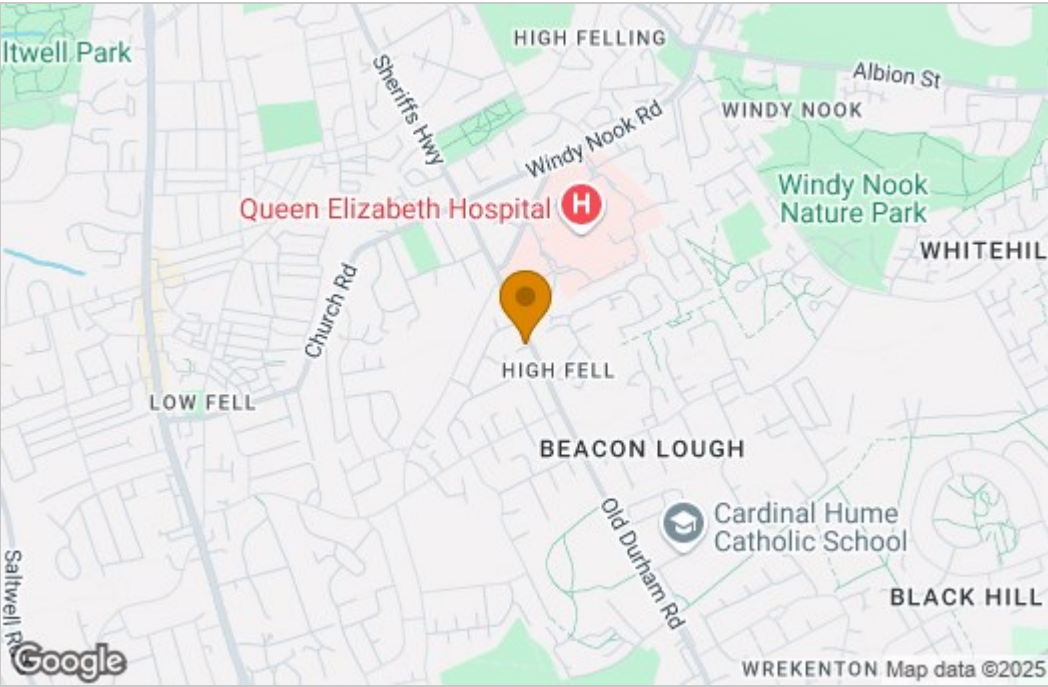 HIGH FELLING
ltwell Park
Sheriffs Hwy
Albion St
WINDY NOOK
Windy Nook Rd
Windy Nook
Nature Park
Queen Elizabeth Hospital
H
WHITEHIL
Church Rd
HIGH FELL
LOW FELL
BEACON LOUGH
Old Durham Rd
Cardinal Hume
Catholic School
Saltwell R
BLACK HILL
Google
WREKENTON
Map data ©2025